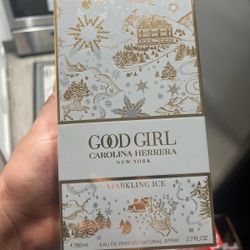 GOOD GIRL
CAROLINA HERRERA
NEW YORK
SPARKLING ICE
℮ 80ml EAU DE PARFUM NATURAL SPRAY 2.7 FL.OZ